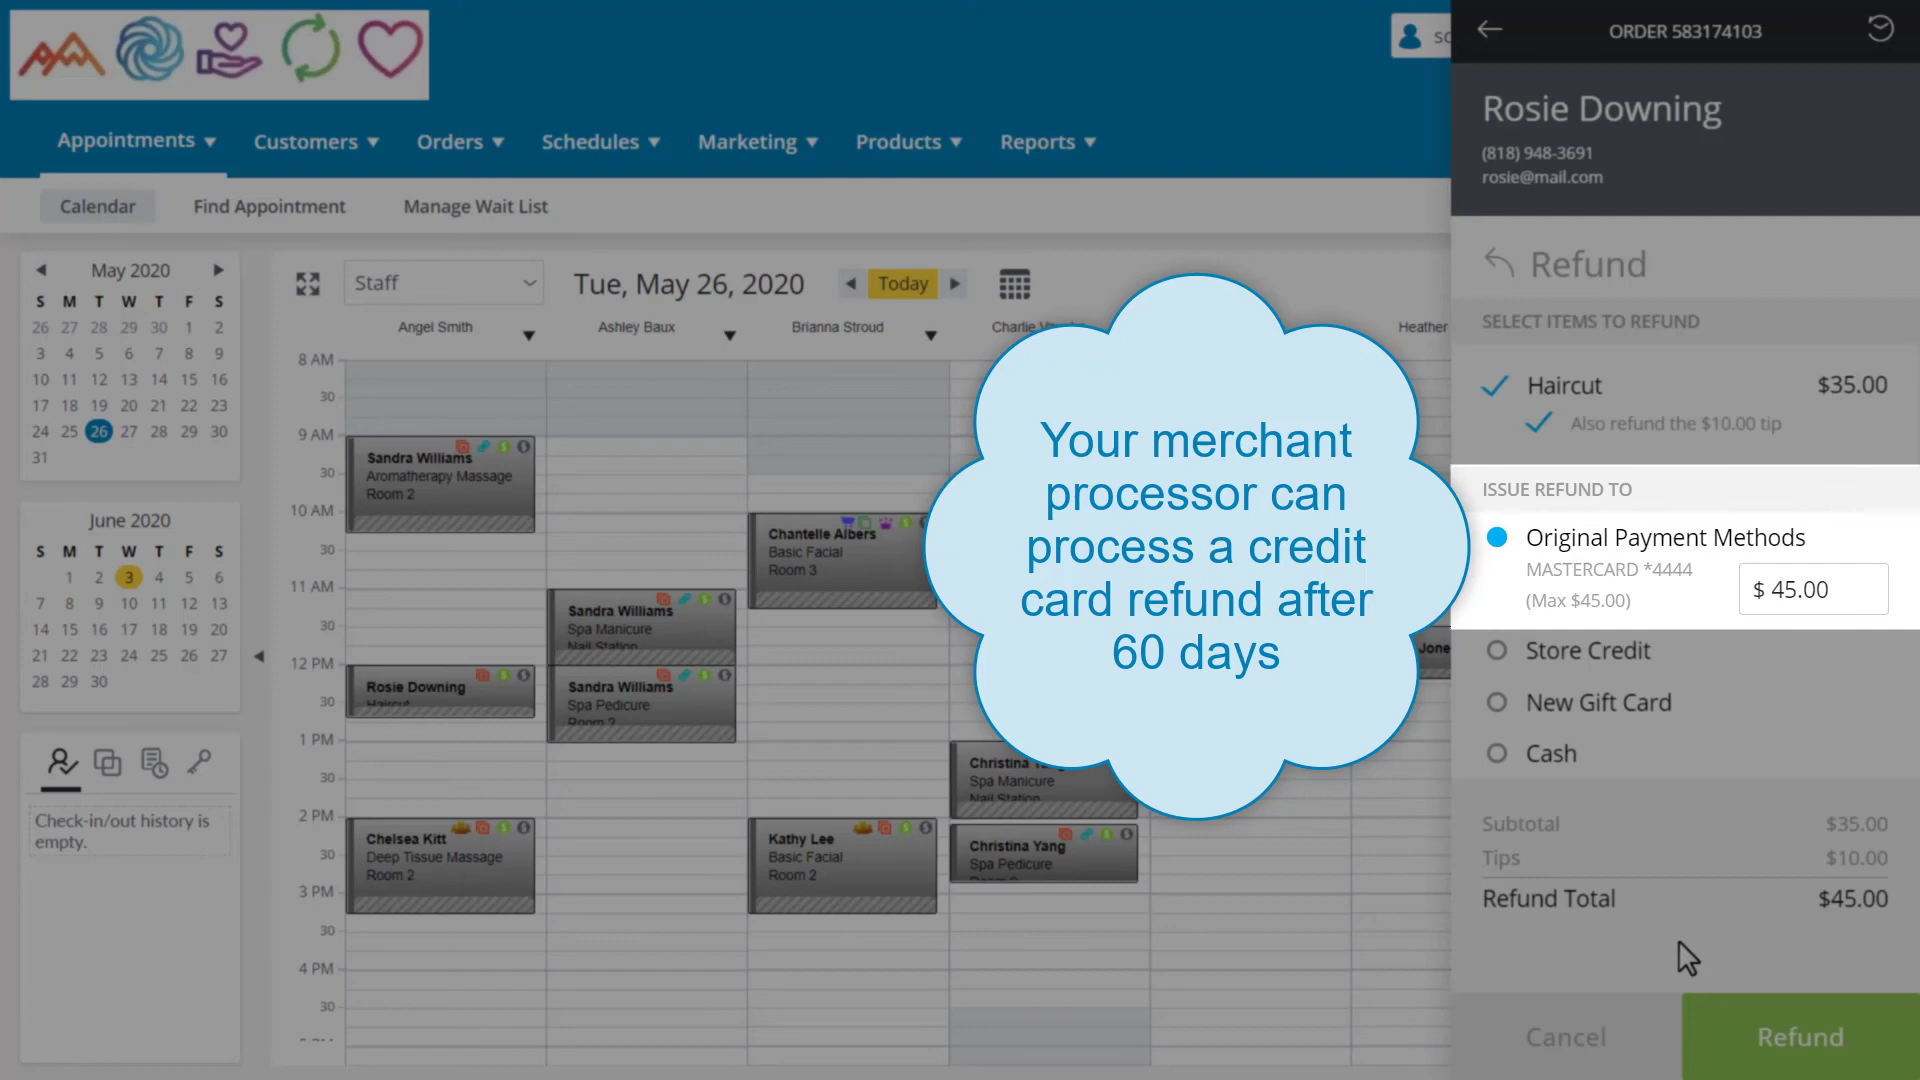 Appointments
Customers
Orders
Schedules
Marketing
Products
Reports
Calendar
Find Appointment
Manage Wait List
May 2020
S M T W T F S
26 27 28 29 30 1 2
3 4 5 6 7 8 9
10 11 12 13 14 15 16
17 18 19 20 21 22 23
24 25 26 27 28 29 30
31
June 2020
S M T W T F S
1 2 3 4 5 6
7 8 9 10 11 12 13
14 15 16 17 18 19 20
21 22 23 24 25 26 27
28 29 30
Check-in/out history is
empty.
Staff
Tue, May 26, 2020
Today
Angel Smith
Ashley Baux
Brianna Stroud
Charlie
Heather
8 AM
30
9 AM
30
10 AM
30
11 AM
30
12 PM
30
1 PM
30
2 PM
30
3 PM
30
4 PM
30
Sandra Williams
Aromatherapy Massage
Room 2
Rosie Downing
Haircut
Chelsea Kitt
Deep Tissue Massage
Room 2
Sandra Williams
Spa Manicure
Nail Station
Sandra Williams
Spa Pedicure
Room 2
Chantelle Albers
Basic Facial
Room 3
Kathy Lee
Basic Facial
Room 2
Christina
Spa Manicure
Nail Station
Christina Yang
Spa Pedicure
Jone
Your merchant
processor can
process a credit
card refund after
60 days
ORDER 583174103
Rosie Downing
(818) 948-3691
rosie@mail.com
Refund
SELECT ITEMS TO REFUND
Haircut $35.00
Also refund the $10.00 tip
ISSUE REFUND TO
Original Payment Methods
MASTERCARD *4444
(Max $45.00)
$ 45.00
Store Credit
New Gift Card
Cash
Subtotal $35.00
Tips $10.00
Refund Total $45.00
Cancel
Refund